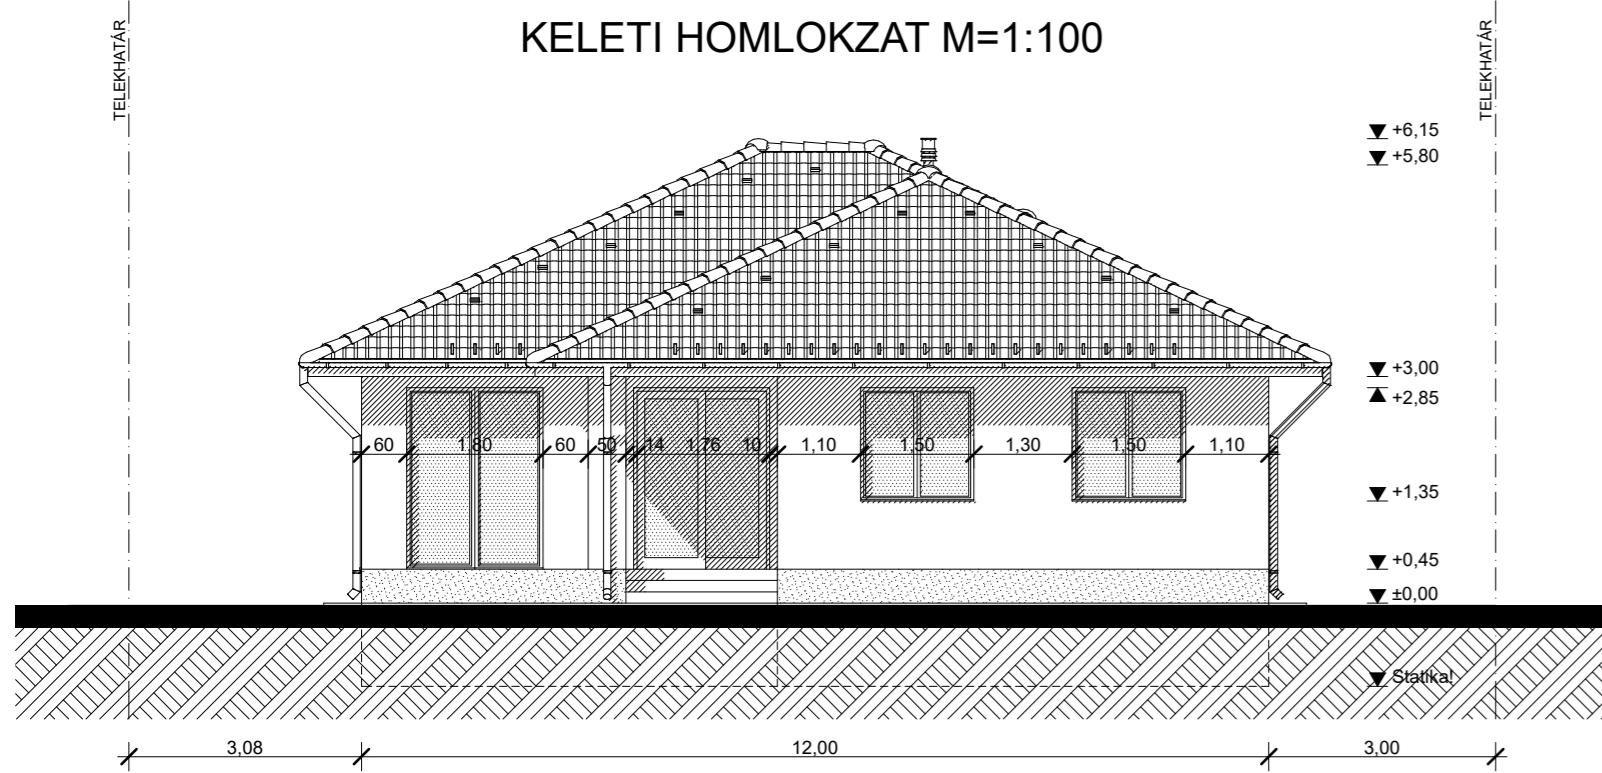 KELETI HOMLOKZAT M=1:100
TELEKHATÁR
TELEKHATÁR
+6,15
+5,80
+3,00
+2,85
60 1,80 60 50 14 1,76 10 1,10 1,50 1,30 1,50 1,10
+1,35
+0,45
±0,00
Statika!
3,08 12,00 3,00